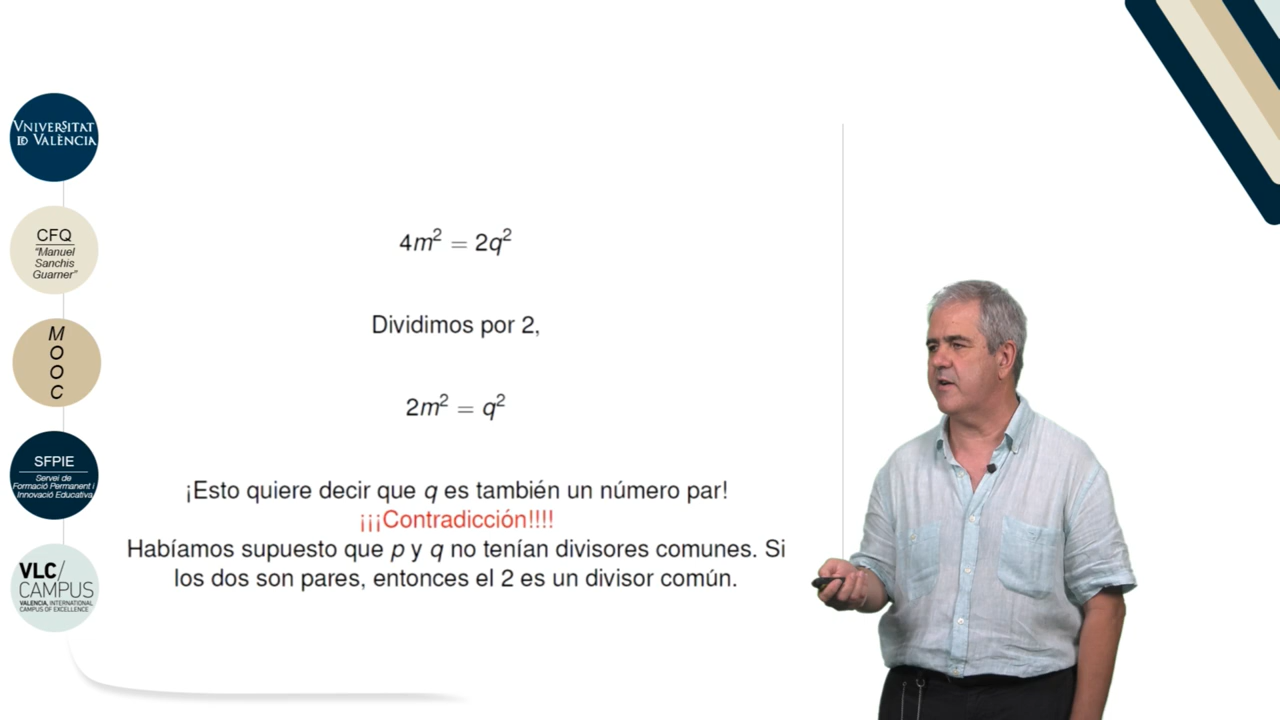 VNIVERSITAT
ID VALÈNCIA
CFQ
“Manuel
Sanchis
Guarner”
M
O
O
C
SFPIE
Servei de
Formació Permanent i
Innovació Educativa
VLC/
CAMPUS
VALENCIA, INTERNATIONAL
CAMPUS OF EXCELLENCE
4m² = 2q²
Dividimos por 2,
2m² = q²
¡Esto quiere decir que q es también un número par!
¡¡¡Contradicción!!!!
Habíamos supuesto que p y q no tenían divisores comunes. Si
los dos son pares, entonces el 2 es un divisor común.